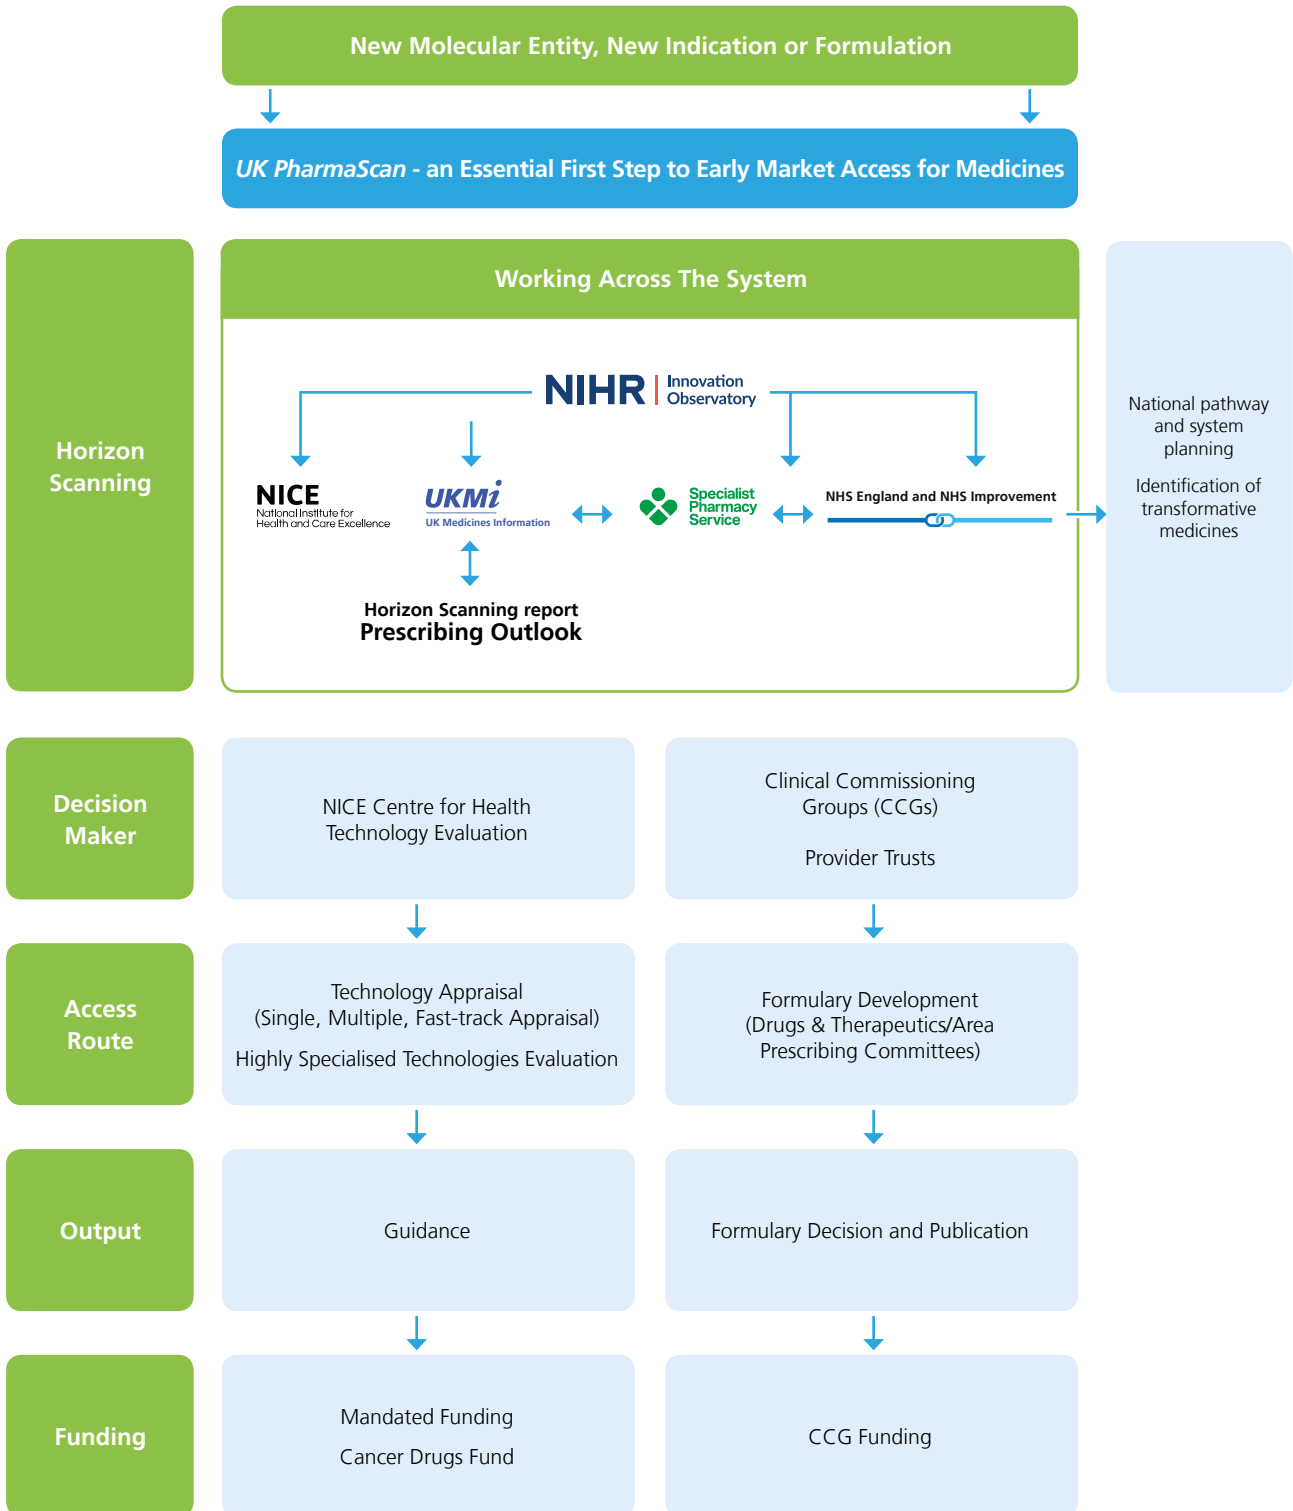 New Molecular Entity, New Indication or Formulation
UK PharmaScan - an Essential First Step to Early Market Access for Medicines
Horizon
Scanning
Working Across The System
NIHR | Innovation
Observatory
NICE
National Institute for
Health and Care Excellence
UKMi
UK Medicines Information
Specialist
Pharmacy
Service
NHS England and NHS Improvement
Horizon Scanning report
Prescribing Outlook
National pathway
and system
planning
Identification of
transformative
medicines
Decision
Maker
NICE Centre for Health
Technology Evaluation
Clinical Commissioning
Groups (CCGs)
Provider Trusts
Access
Route
Technology Appraisal
(Single, Multiple, Fast-track Appraisal)
Highly Specialised Technologies Evaluation
Formulary Development
(Drugs & Therapeutics/Area
Prescribing Committees)
Output
Guidance
Formulary Decision and Publication
Funding
Mandated Funding
Cancer Drugs Fund
CCG Funding